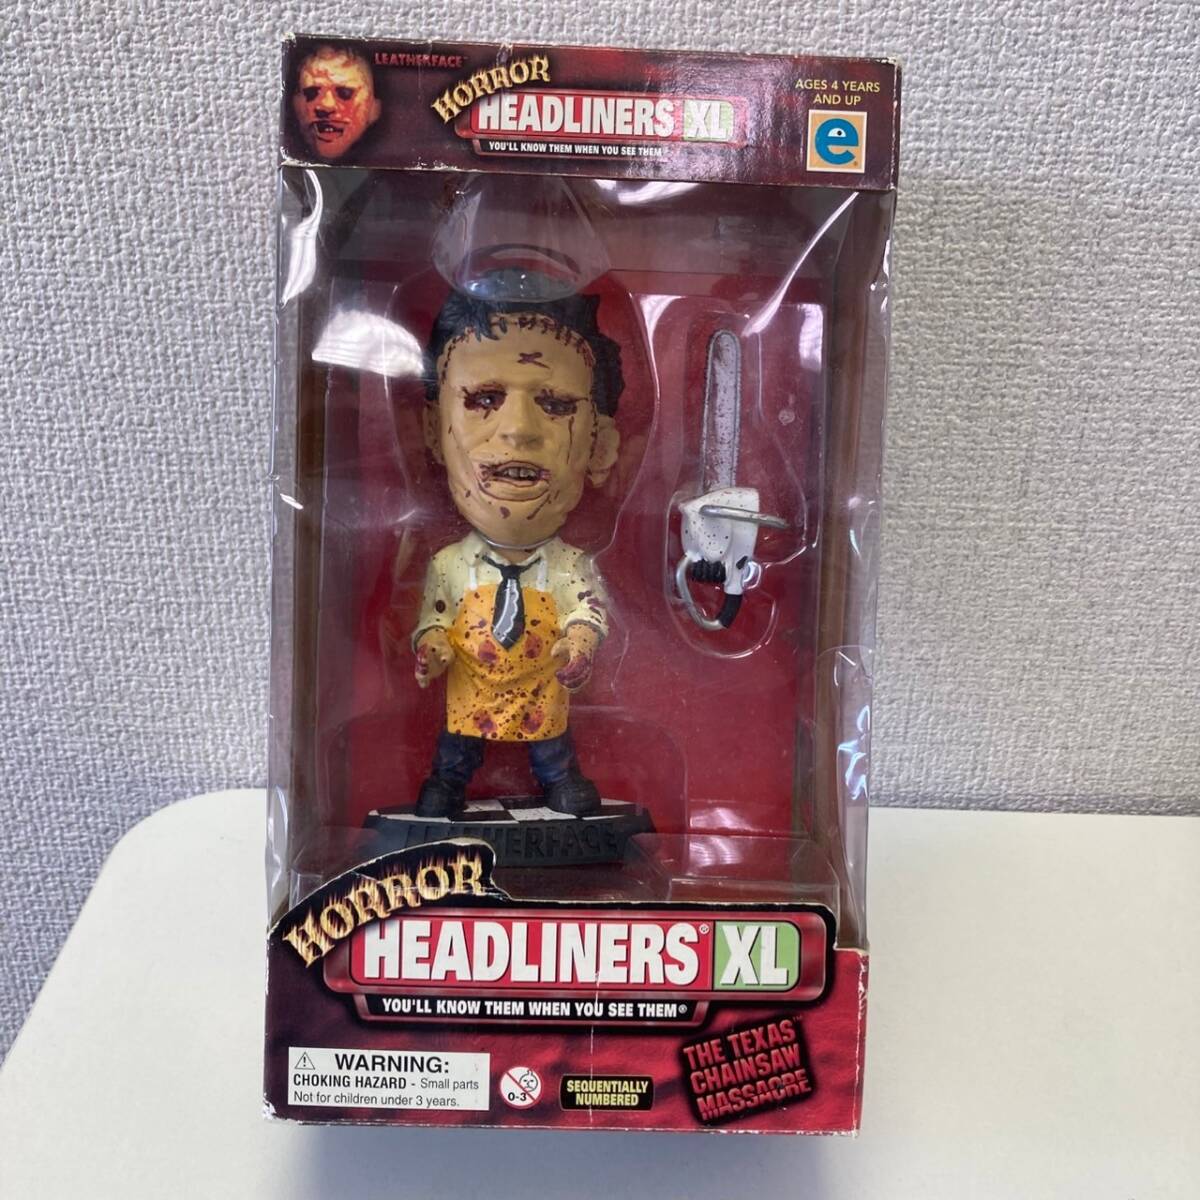 LEATHERFACE™
HORROR
HEADLINERS XL
YOU'LL KNOW THEM WHEN YOU SEE THEM
AGES 4 YEARS
AND UP
e
LEATHERFACE
HORROR
HEADLINERS® XL
YOU'LL KNOW THEM WHEN YOU SEE THEM®
THE TEXAS™
CHAINSAW
MASSACRE
WARNING:
CHOKING HAZARD - Small parts
Not for children under 3 years.
0-3
SEQUENTIALLY
NUMBERED